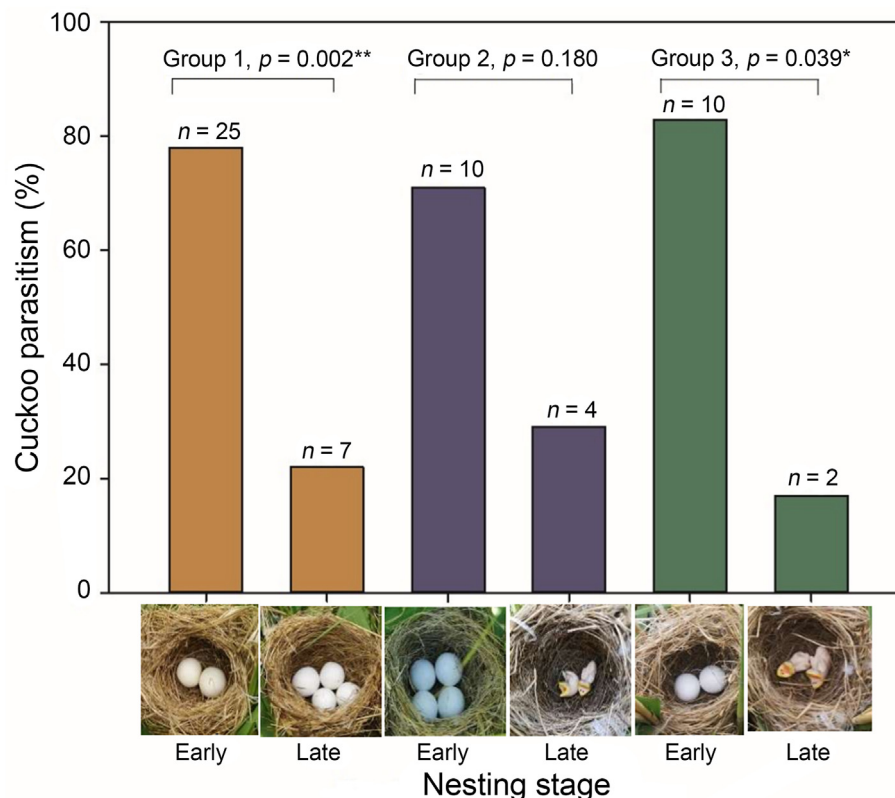 100
80
60
40
20
0
Cuckoo parasitism (%)
Group 1, p = 0.002**
Group 2, p = 0.180
Group 3, p = 0.039*
n = 25
n = 7
n = 10
n = 4
n = 10
n = 2
Early
Late
Early
Late
Early
Late
Nesting stage